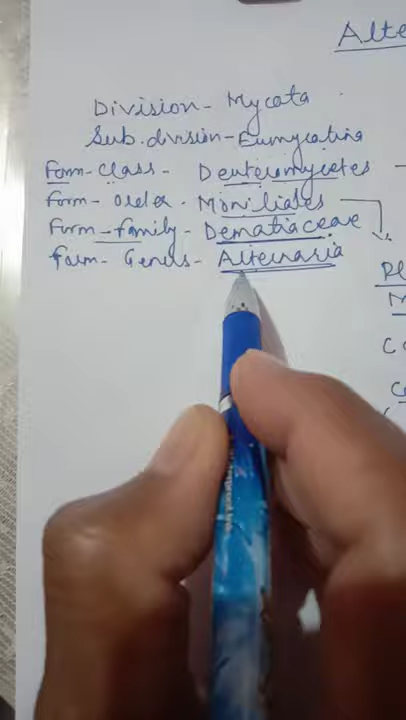 Alte
Division - Mycota
Sub.division - Eumycotina
Form - Class - Deuteromycetes
Form - Order - Moniliales
Form - family - Dematiaceae
Form - Genus - Alternaria